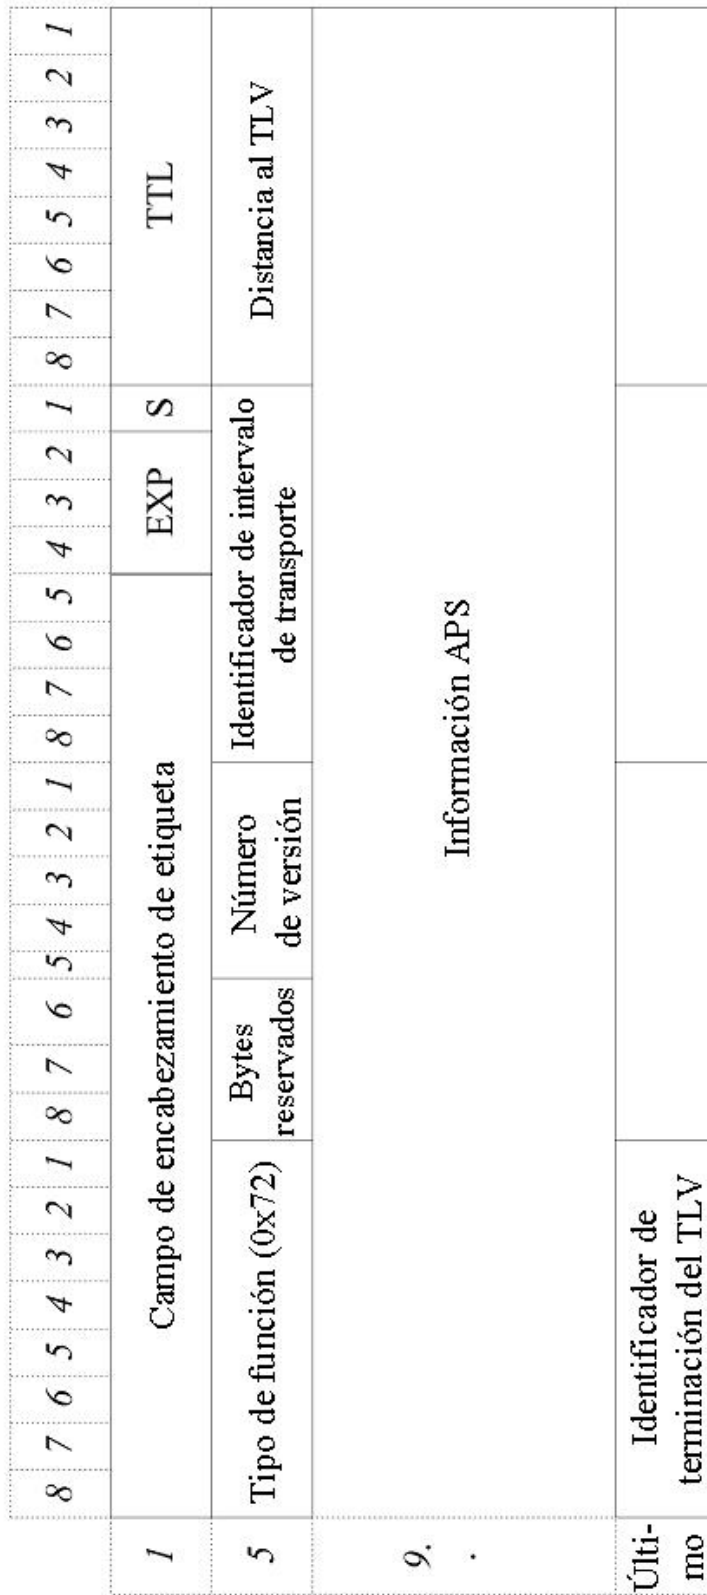 8 7 6 5 4 3 2 1 8 7 6 5 4 3 2 1 8 7 6 5 4 3 2 1 8 7 6 5 4 3 2 1
1 Campo de encabezamiento de etiqueta EXP S TTL
5 Tipo de función (0x72)
Bytes
reservados
Número
de versión
Identificador de intervalo
de transporte
Distancia al TLV
9.
.
Información APS
Últi-
mo
Identificador de
terminación del TLV